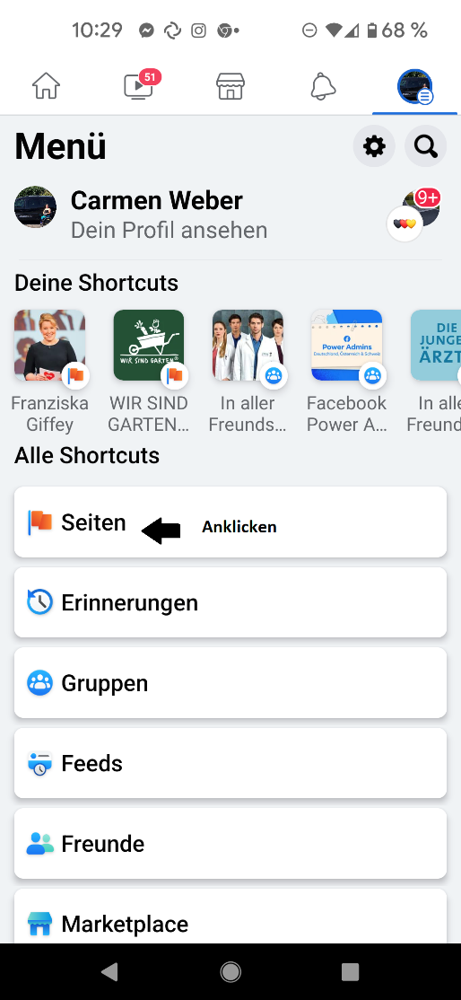 10:29
68 %
51
Menü
Carmen Weber
Dein Profil ansehen
9+
Deine Shortcuts
WIR SIND GARTEN
Power Admins
Deutschland, Österreich & Schweiz
DIE
JUNGE
ÄRZT
Franziska
Giffey
WIR SIND
GARTEN...
In aller
Freunds...
Facebook
Power A...
In alle
Freund
Alle Shortcuts
Seiten
Anklicken
Erinnerungen
Gruppen
Feeds
Freunde
Marketplace